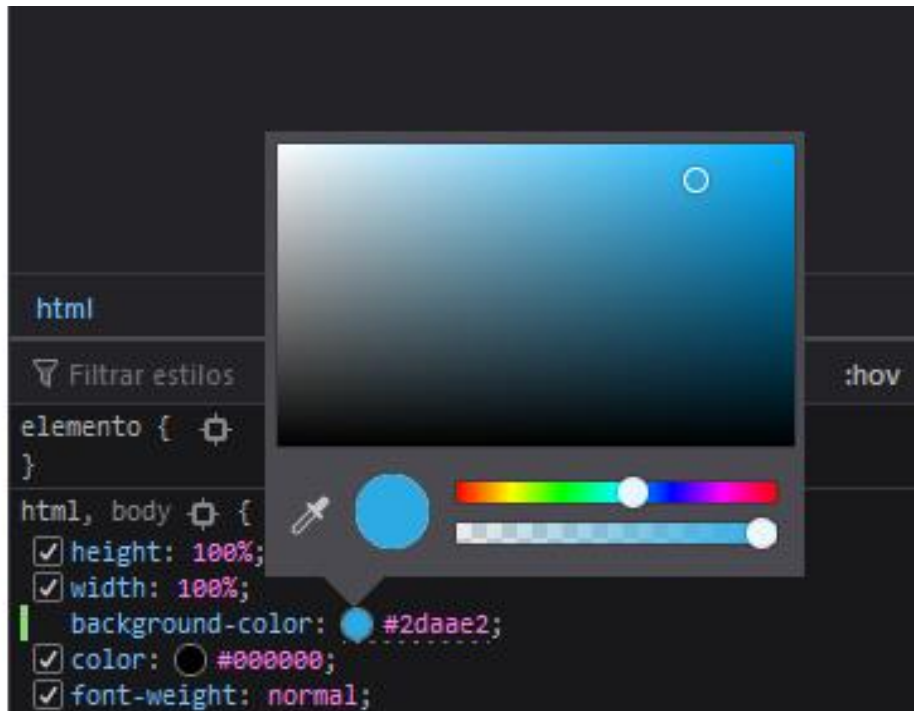 html
Filtrar estilos
:hov
elemento {
}
html, body {
height: 100%;
width: 100%;
background-color: #2daae2;
color: #000000;
font-weight: normal;